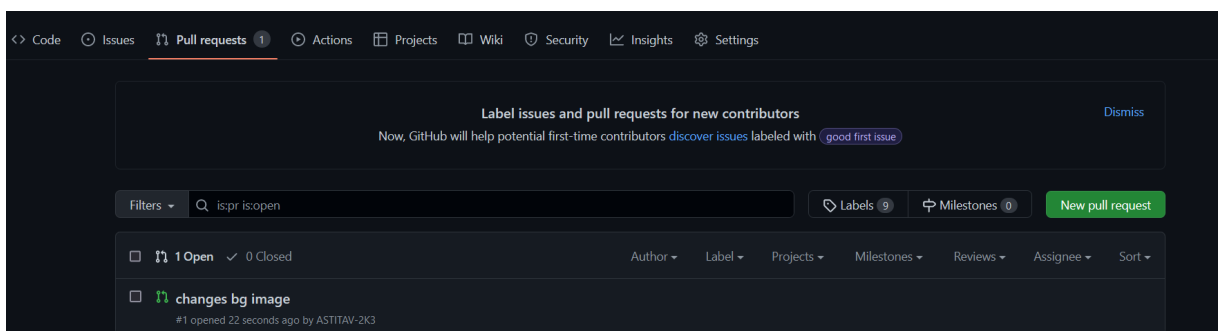 <> Code Issues Pull requests 1 Actions Projects Wiki Security Insights Settings
Label issues and pull requests for new contributors
Dismiss
Now, GitHub will help potential first-time contributors discover issues labeled with good first issue
Filters is:pr is:open Labels 9 Milestones 0 New pull request
1 Open 0 Closed Author Label Projects Milestones Reviews Assignee Sort
changes bg image
#1 opened 22 seconds ago by ASTITAV-2K3